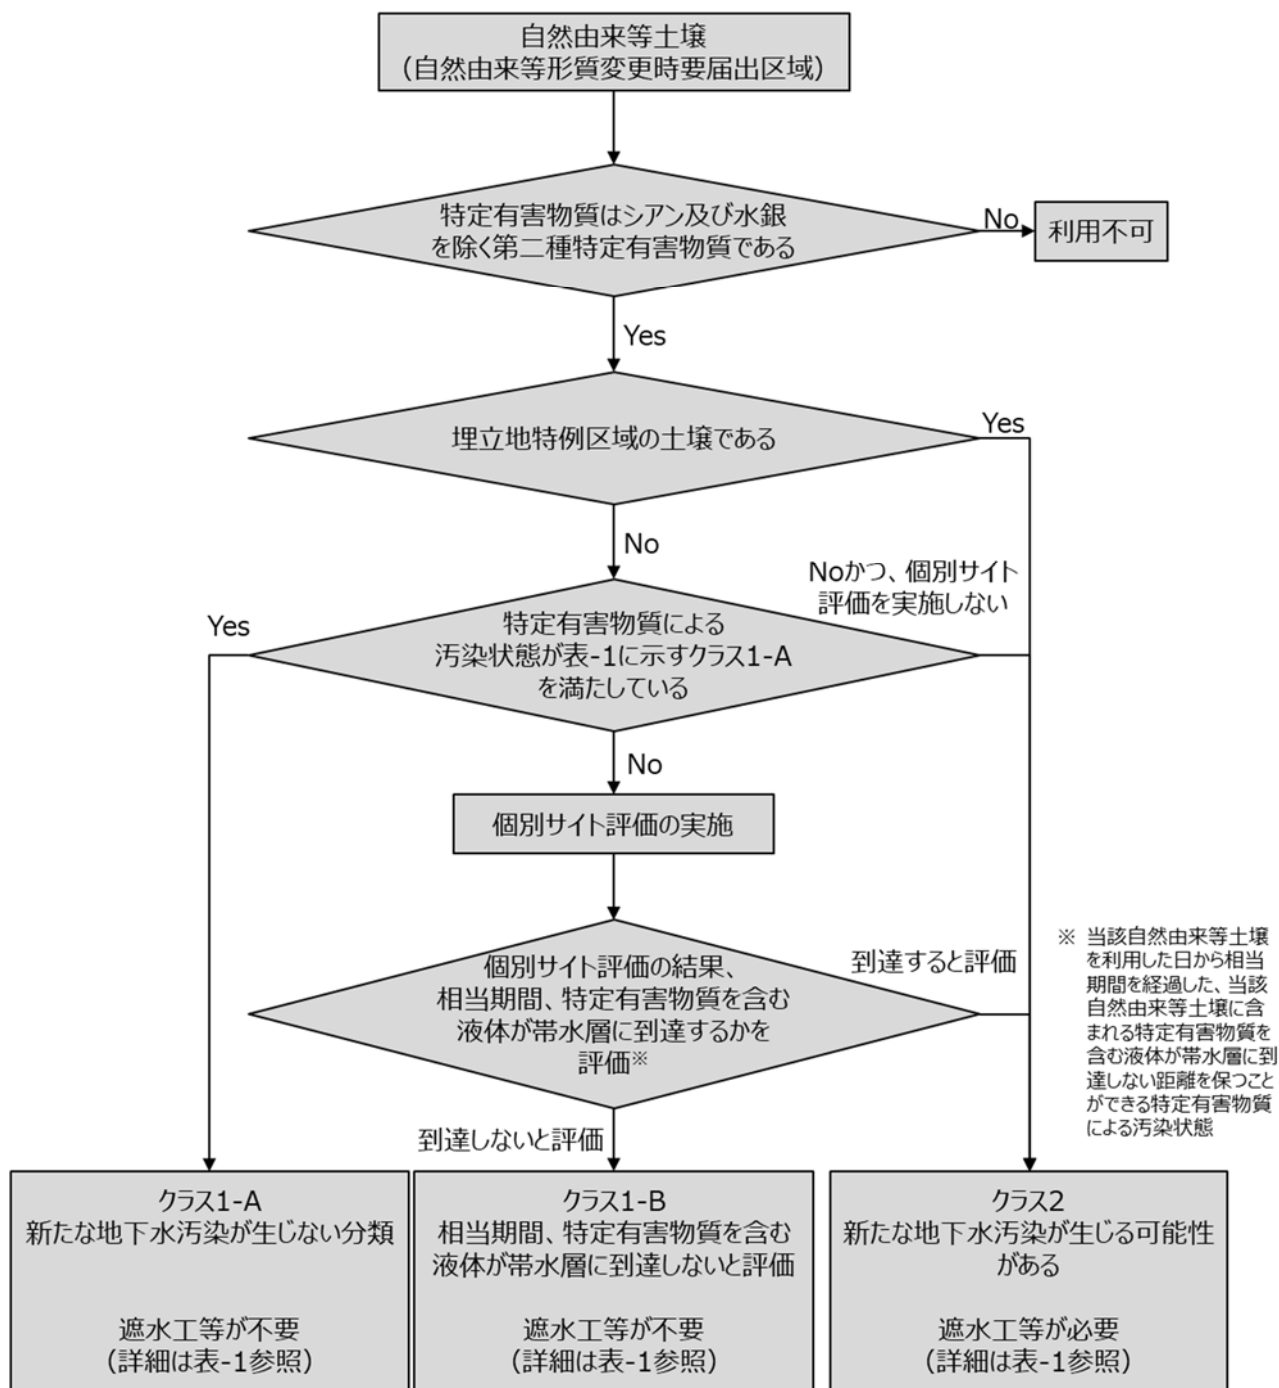 自然由来等土壌
（自然由来等形質変更時要届出区域）
特定有害物質はシアン及び水銀
を除く第二種特定有害物質である
No
利用不可
Yes
埋立地特例区域の土壌である
Yes
No
Noかつ、個別サイト
評価を実施しない
Yes
特定有害物質による
汚染状態が表-1に示すクラス1-A
を満たしている
No
個別サイト評価の実施
個別サイト評価の結果、
相当期間、特定有害物質を含む
液体が帯水層に到達するかを
評価※
到達すると評価
※ 当該自然由来等土壌
を利用した日から相当
期間を経過した、当該
自然由来等土壌に含
まれる特定有害物質を
含む液体が帯水層に到
達しない距離を保つこと
ができる特定有害物質
による汚染状態
到達しないと評価
クラス1-A
新たな地下水汚染が生じない分類
遮水工等が不要
（詳細は表-1参照）
クラス1-B
相当期間、特定有害物質を含む
液体が帯水層に到達しないと評価
遮水工等が不要
（詳細は表-1参照）
クラス2
新たな地下水汚染が生じる可能性
がある
遮水工等が必要
（詳細は表-1参照）